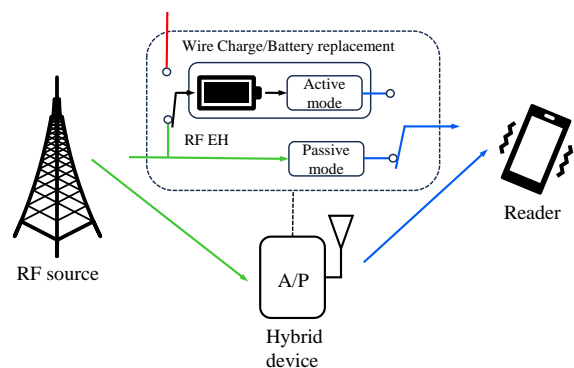 Wire Charge/Battery replacement
Active
mode
RF EH
Passive
mode
RF source
A/P
Reader
Hybrid
device